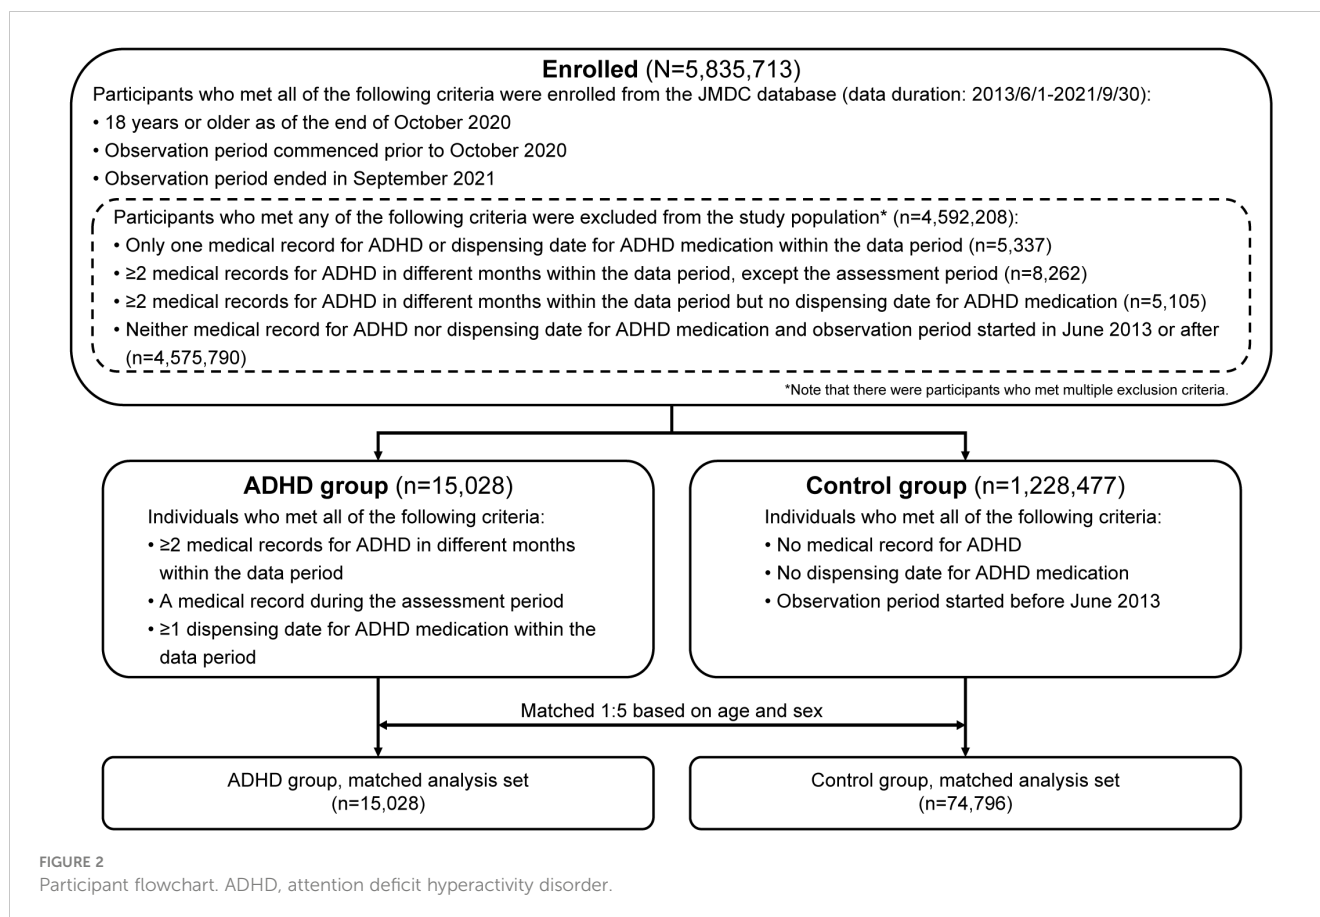 Enrolled (N=5,835,713)
Participants who met all of the following criteria were enrolled from the JMDC database (data duration: 2013/6/1-2021/9/30):
• 18 years or older as of the end of October 2020
• Observation period commenced prior to October 2020
• Observation period ended in September 2021
Participants who met any of the following criteria were excluded from the study population* (n=4,592,208):
• Only one medical record for ADHD or dispensing date for ADHD medication within the data period (n=5,337)
• ≥2 medical records for ADHD in different months within the data period, except the assessment period (n=8,262)
• ≥2 medical records for ADHD in different months within the data period but no dispensing date for ADHD medication (n=5,105)
• Neither medical record for ADHD nor dispensing date for ADHD medication and observation period started in June 2013 or after
(n=4,575,790)
*Note that there were participants who met multiple exclusion criteria.
ADHD group (n=15,028)
Individuals who met all of the following criteria:
• ≥2 medical records for ADHD in different months
within the data period
• A medical record during the assessment period
• ≥1 dispensing date for ADHD medication within the
data period
Control group (n=1,228,477)
Individuals who met all of the following criteria:
• No medical record for ADHD
• No dispensing date for ADHD medication
• Observation period started before June 2013
Matched 1:5 based on age and sex
ADHD group, matched analysis set
(n=15,028)
Control group, matched analysis set
(n=74,796)
FIGURE 2
Participant flowchart. ADHD, attention deficit hyperactivity disorder.